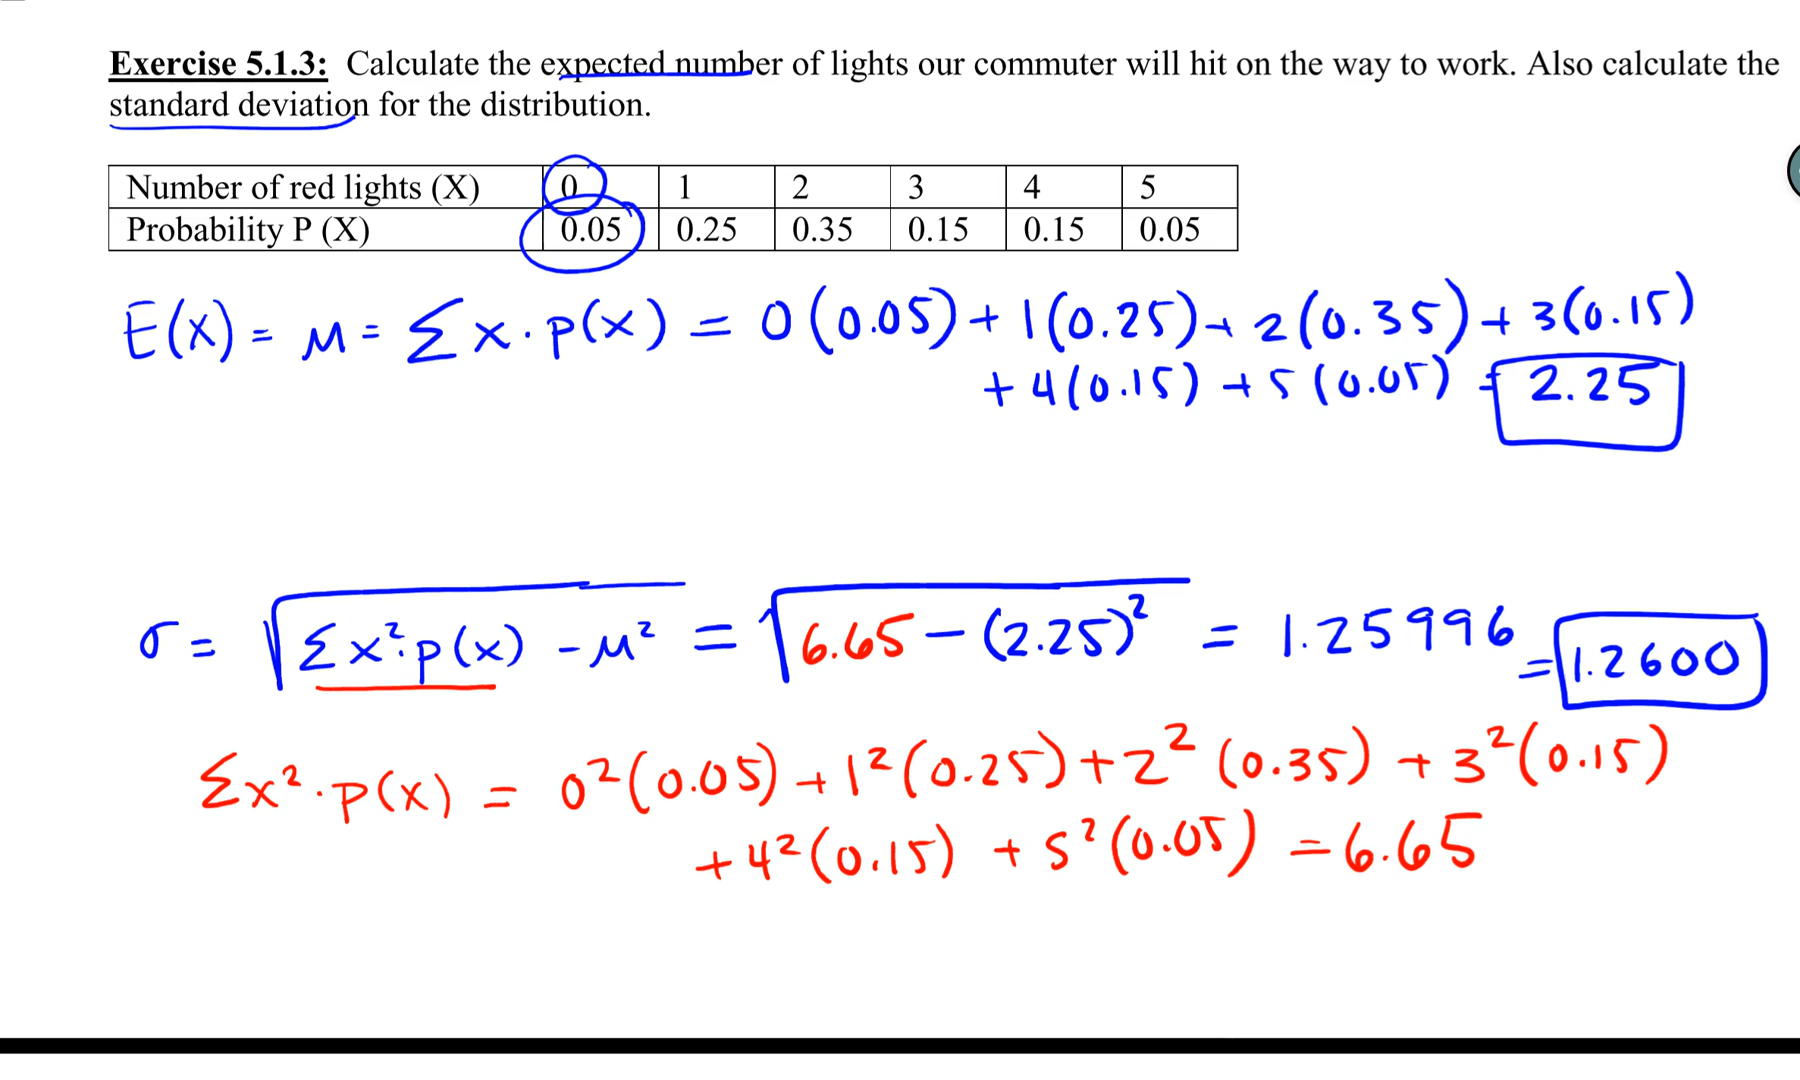 Exercise 5.1.3: Calculate the expected number of lights our commuter will hit on the way to work. Also calculate the
standard deviation for the distribution.
Number of red lights (X) 0 1 2 3 4 5
Probability P (X) 0.05 0.25 0.35 0.15 0.15 0.05
E(x) = μ = Σ x · p(x) = 0(0.05) + 1(0.25) + 2(0.35) + 3(0.15)
+ 4(0.15) + 5(0.05) = 2.25
σ = √(Σx²·p(x) - μ²) = √(6.65 - (2.25)²) = 1.25996 = 1.2600
Σx²·p(x) = 0²(0.05) + 1²(0.25) + 2²(0.35) + 3²(0.15)
+ 4²(0.15) + 5²(0.05) = 6.65